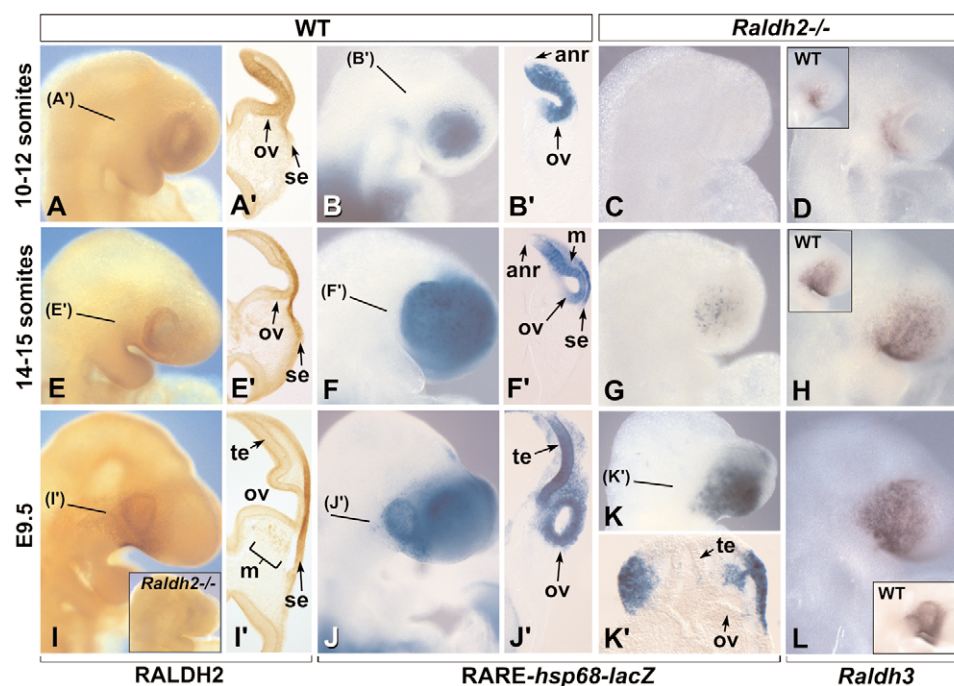 WT
Raldh2-/-
10-12 somites
(A')
A
ov
se
A'
(B')
B
anr
ov
B'
C
WT
D
14-15 somites
(E')
E
ov
se
E'
(F')
F
m
anr
ov
se
F'
G
WT
H
E9.5
(I')
Raldh2-/-
I
te
ov
m
se
I'
(J')
J
te
ov
J'
(K')
K
te
ov
K'
WT
L
RALDH2
RARE-hsp68-lacZ
Raldh3